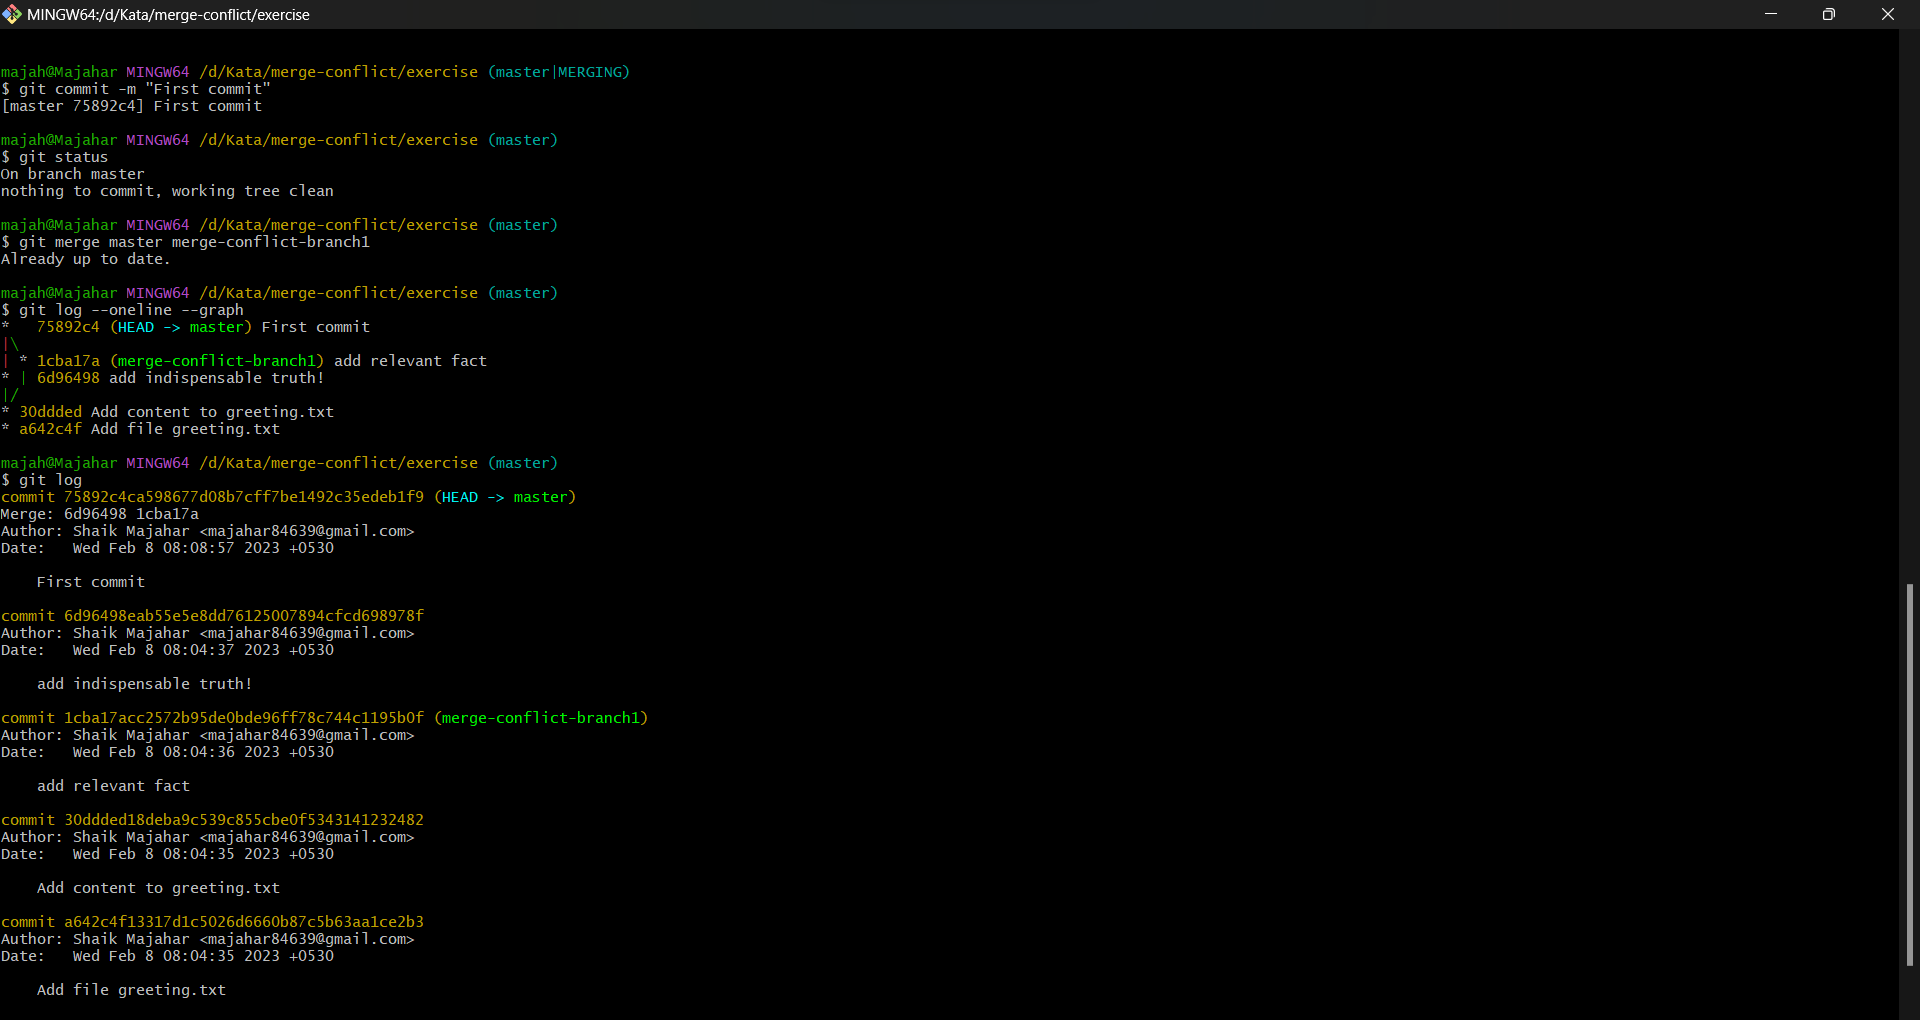 MINGW64:/d/Kata/merge-conflict/exercise
majah@Majahar MINGW64 /d/Kata/merge-conflict/exercise (master|MERGING)
$ git commit -m "First commit"
[master 75892c4] First commit
majah@Majahar MINGW64 /d/Kata/merge-conflict/exercise (master)
$ git status
On branch master
nothing to commit, working tree clean
majah@Majahar MINGW64 /d/Kata/merge-conflict/exercise (master)
$ git merge master merge-conflict-branch1
Already up to date.
majah@Majahar MINGW64 /d/Kata/merge-conflict/exercise (master)
$ git log --oneline --graph
*   75892c4 (HEAD -> master) First commit
|\
| * 1cba17a (merge-conflict-branch1) add relevant fact
* | 6d96498 add indispensable truth!
|/
* 30ddded Add content to greeting.txt
* a642c4f Add file greeting.txt
majah@Majahar MINGW64 /d/Kata/merge-conflict/exercise (master)
$ git log
commit 75892c4ca598677d08b7cff7be1492c35edeb1f9 (HEAD -> master)
Merge: 6d96498 1cba17a
Author: Shaik Majahar <majahar84639@gmail.com>
Date:   Wed Feb 8 08:08:57 2023 +0530
First commit
commit 6d96498eab55e5e8dd76125007894cfcd698978f
Author: Shaik Majahar <majahar84639@gmail.com>
Date:   Wed Feb 8 08:04:37 2023 +0530
add indispensable truth!
commit 1cba17acc2572b95de0bde96ff78c744c1195b0f (merge-conflict-branch1)
Author: Shaik Majahar <majahar84639@gmail.com>
Date:   Wed Feb 8 08:04:36 2023 +0530
add relevant fact
commit 30ddded18deba9c539c855cbe0f5343141232482
Author: Shaik Majahar <majahar84639@gmail.com>
Date:   Wed Feb 8 08:04:35 2023 +0530
Add content to greeting.txt
commit a642c4f13317d1c5026d6660b87c5b63aa1ce2b3
Author: Shaik Majahar <majahar84639@gmail.com>
Date:   Wed Feb 8 08:04:35 2023 +0530
Add file greeting.txt